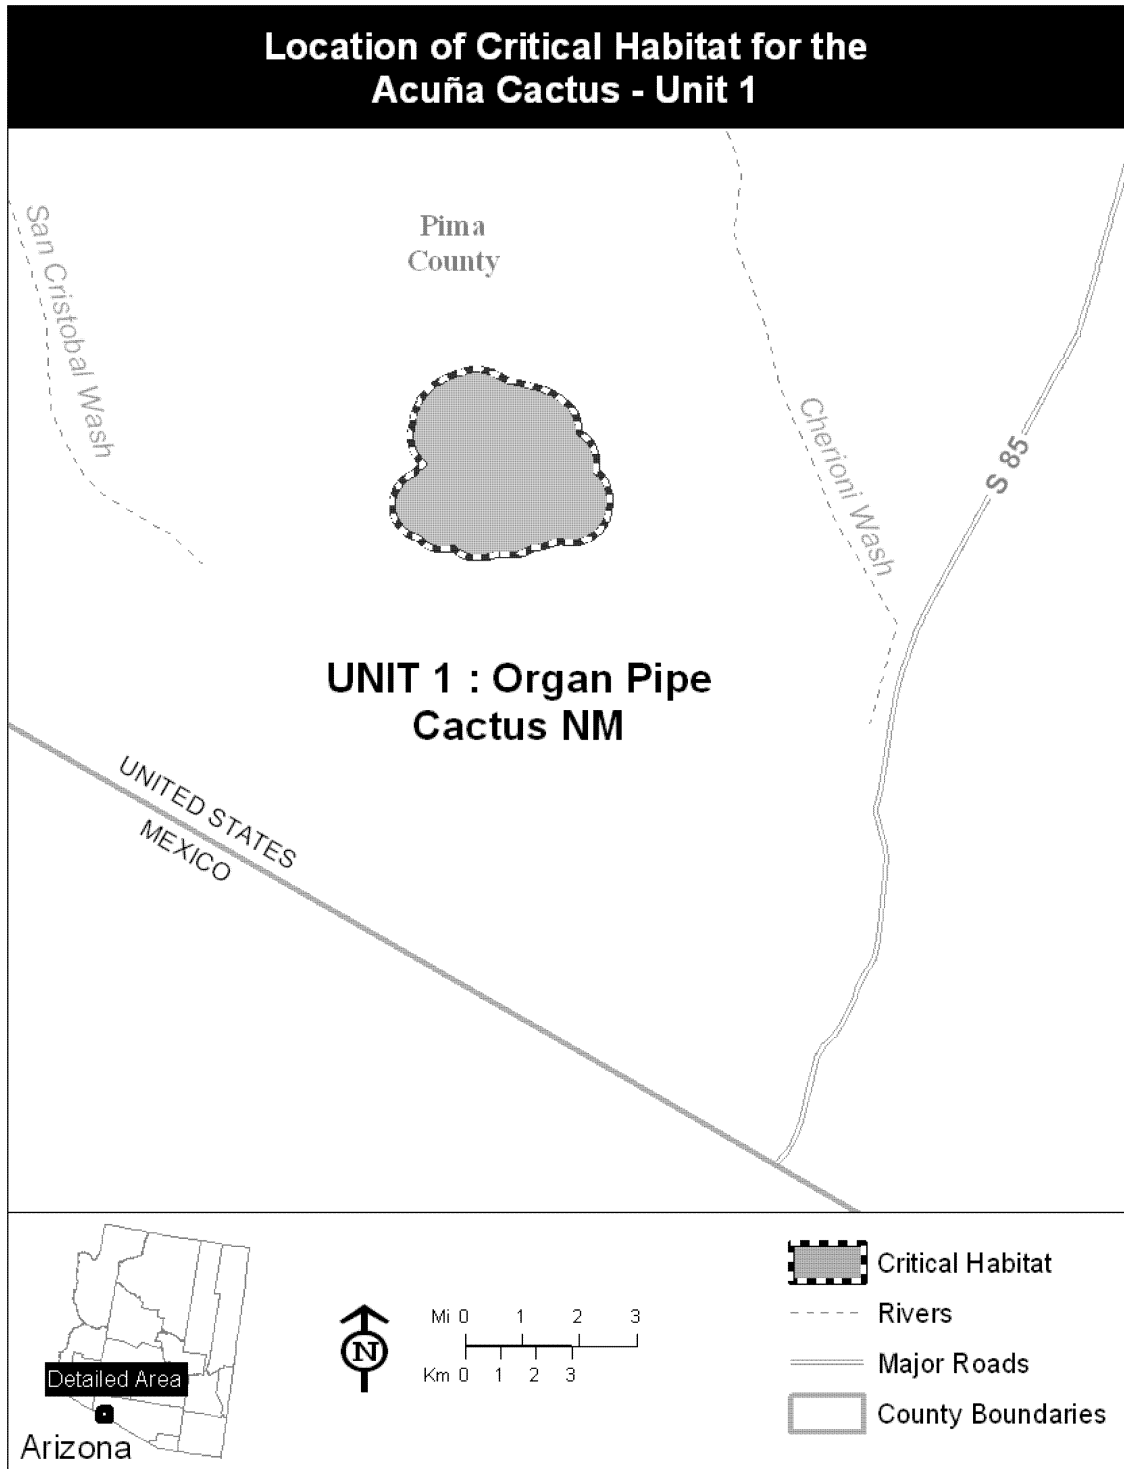 Location of Critical Habitat for the
Acuña Cactus - Unit 1
Pima
County
San Cristobal Wash
Cherioni Wash
S 85
UNIT 1 : Organ Pipe
Cactus NM
UNITED STATES
MEXICO
Detailed Area
Arizona
N
Mi 0 1 2 3
Km 0 1 2 3
Critical Habitat
Rivers
Major Roads
County Boundaries